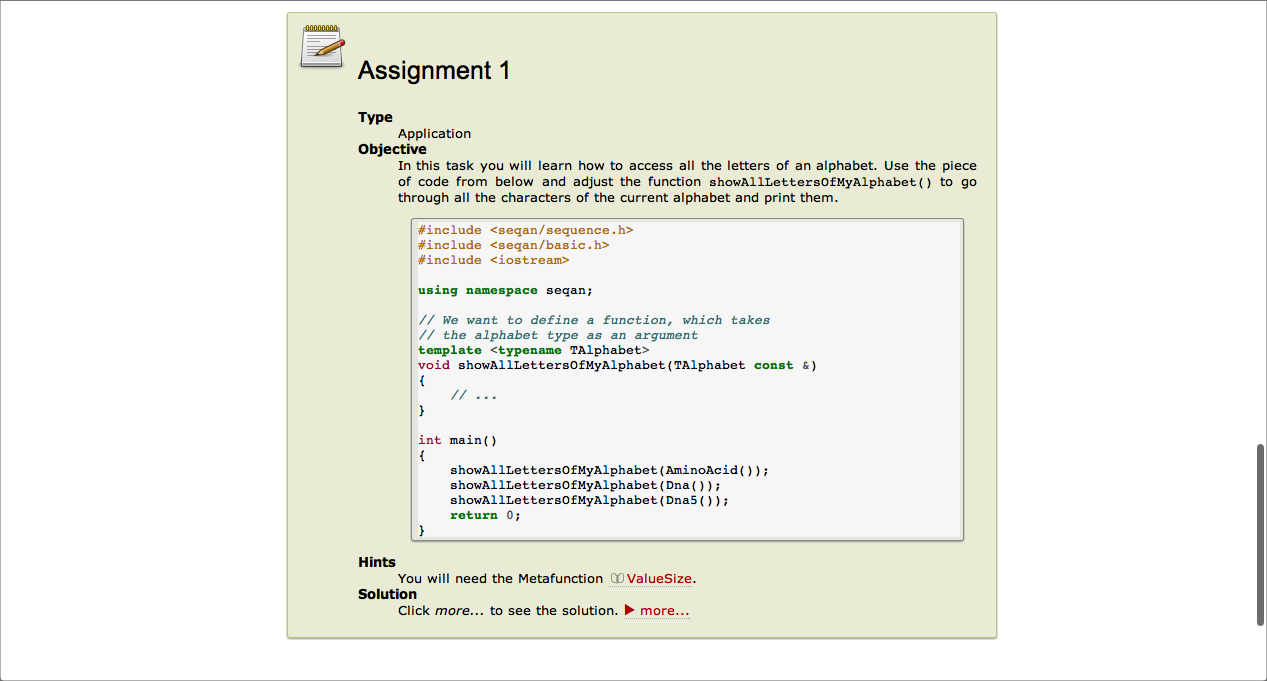 Assignment 1
Type
Application
Objective
In this task you will learn how to access all the letters of an alphabet. Use the piece
of code from below and adjust the function showAllLettersOfMyAlphabet() to go
through all the characters of the current alphabet and print them.
#include <seqan/sequence.h>
#include <seqan/basic.h>
#include <iostream>
using namespace seqan;
// We want to define a function, which takes
// the alphabet type as an argument
template <typename TAlphabet>
void showAllLettersOfMyAlphabet(TAlphabet const &)
{
    // ...
}
int main()
{
    showAllLettersOfMyAlphabet(AminoAcid());
    showAllLettersOfMyAlphabet(Dna());
    showAllLettersOfMyAlphabet(Dna5());
    return 0;
}
Hints
You will need the Metafunction ValueSize.
Solution
Click more... to see the solution. ▶ more...